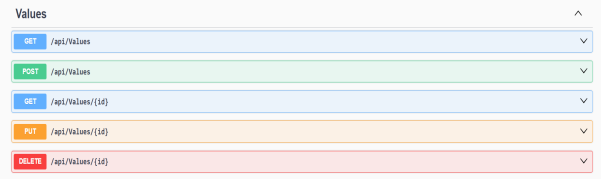 Values
GET /api/Values
POST /api/Values
GET /api/Values/{id}
PUT /api/Values/{id}
DELETE /api/Values/{id}